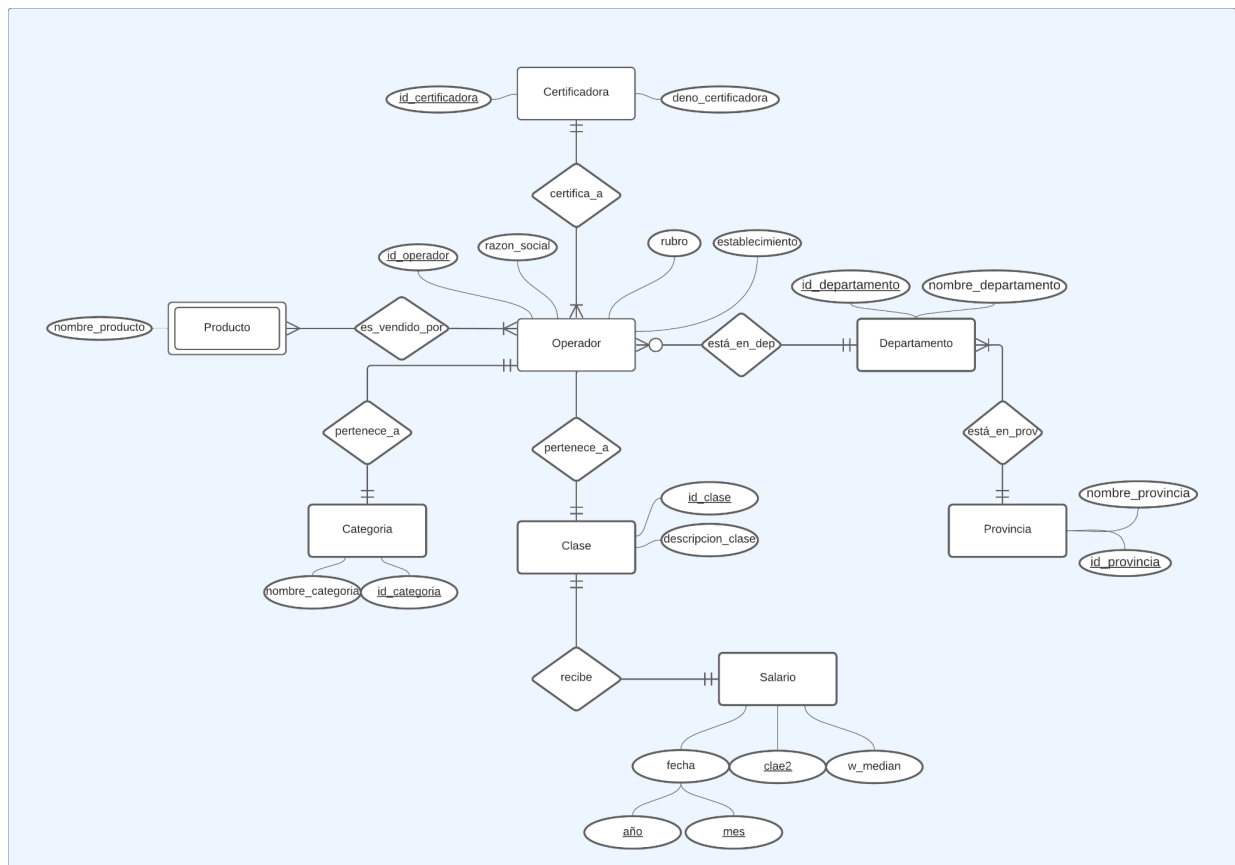 Certificadora
id_certificadora
deno_certificadora
certifica_a
razon_social
rubro
establecimiento
id_operador
id_departamento
nombre_departamento
nombre_producto
Producto
es_vendido_por
Operador
está_en_dep
Departamento
pertenece_a
pertenece_a
está_en_prov
nombre_provincia
id_clase
Categoria
Clase
descripcion_clase
Provincia
id_provincia
nombre_categoria
id_categoria
recibe
Salario
fecha
clae2
w_median
año
mes